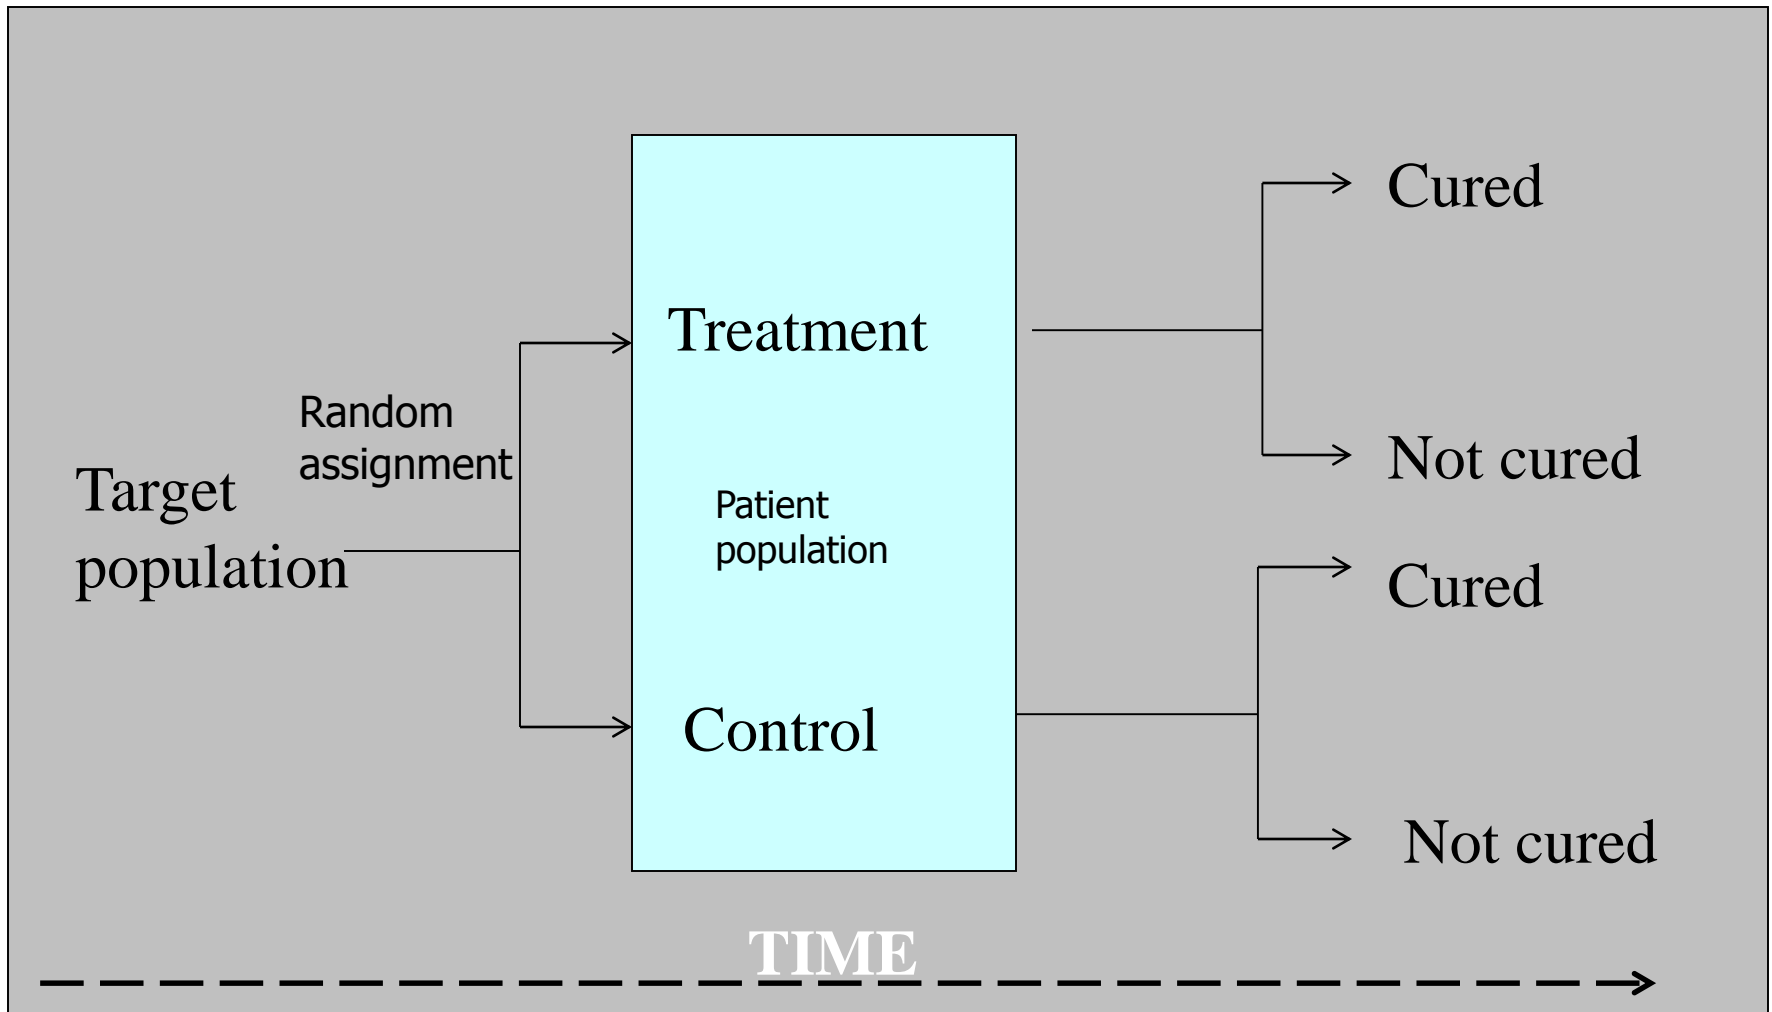 Cured
Treatment
Random
assignment
Target
population
Not cured
Patient
population
Cured
Control
Not cured
TIME